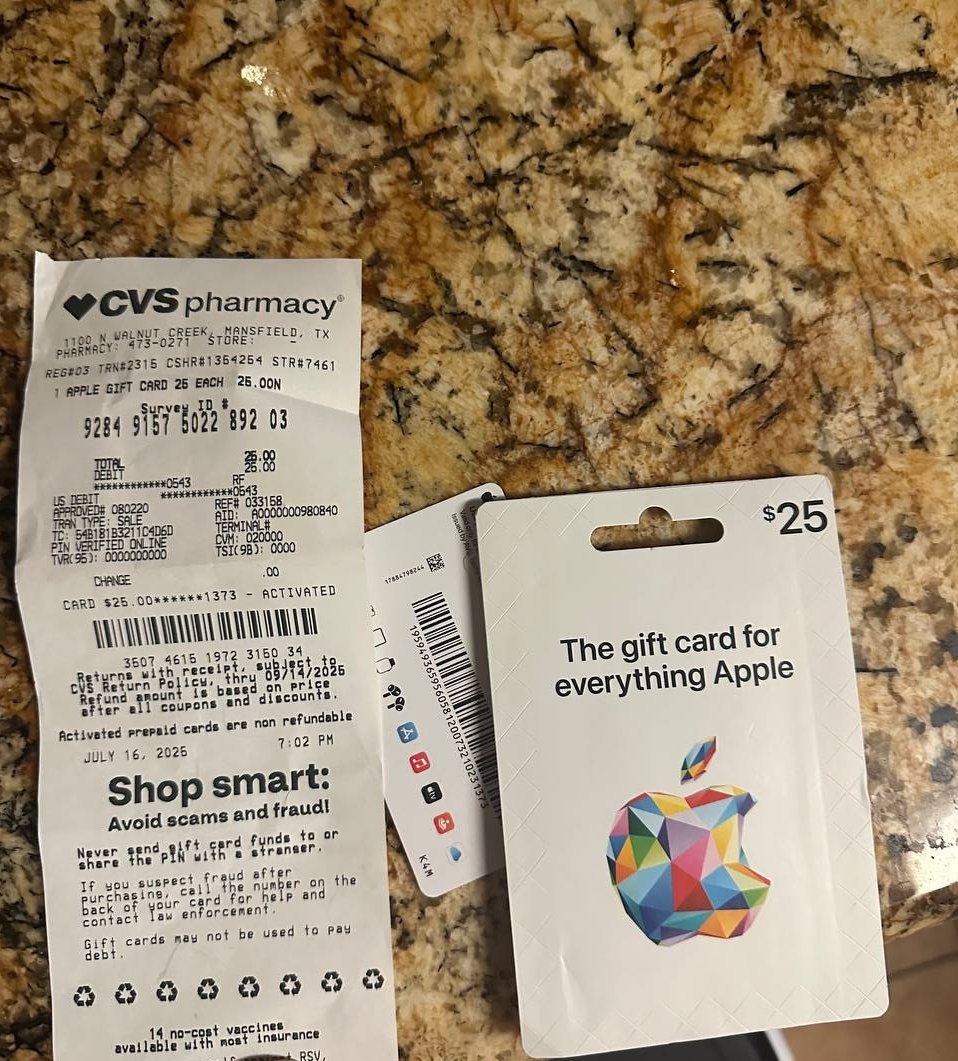 CVS pharmacy®
1100 N WALNUT CREEK, MANSFIELD, TX
PHARMACY: 473-0271 STORE:
REG#03 TRN#2315 CSHR#1354254 STR#7461
1 APPLE GIFT CARD 25 EACH 25.00N
Survey ID #
9284 9157 5022 892 03
TOTAL 25.00
DEBIT 25.00
************0543 RF
************0543
US DEBIT
APPROVED# 080220 REF# 033158
TRAN TYPE: SALE AID: A0000000980840
TC: 54B181B3211C4D6D TERMINAL#
PIN VERIFIED ONLINE CVM: 020000
TVR(95): 0000000000 TSI(9B): 0000
CHANGE .00
CARD $25.00******1373 - ACTIVATED
3507 4615 1972 3150 34
Returns with receipt, subject to
CVS Return Policy, thru 09/14/2025
Refund amount is based on price
after all coupons and discounts.
Activated prepaid cards are non refundable
JULY 16, 2025 7:02 PM
Shop smart:
Avoid scams and fraud!
Never send gift card funds to or
share the PIN with a stranger.
If you suspect fraud after
purchasing, call the number on the
back of your card for help and
contact law enforcement.
Gift cards may not be used to pay
debt.
14 no-cost vaccines
available with most insurance
RSV,
17884798244
K4M
$25
The gift card for
everything Apple